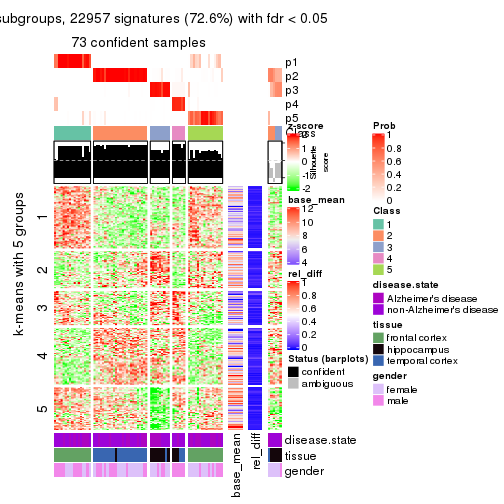 subgroups, 22957 signatures (72.6%) with fdr < 0.05
73 confident samples
p1
p2
p3
p4
p5
Class
k-means with 5 groups
1
2
3
4
5
base_mean
rel_diff
disease.state
tissue
gender
z-score
2
1
0
-1
-2
Silhouette
score
base_mean
12
10
8
6
4
rel_diff
1
0.8
0.6
0.4
0.2
0
Status (barplots)
confident
ambiguous
Prob
1
0.8
0.6
0.4
0.2
0
Class
1
2
3
4
5
disease.state
Alzheimer's disease
non-Alzheimer's disease
tissue
frontal cortex
hippocampus
temporal cortex
gender
female
male